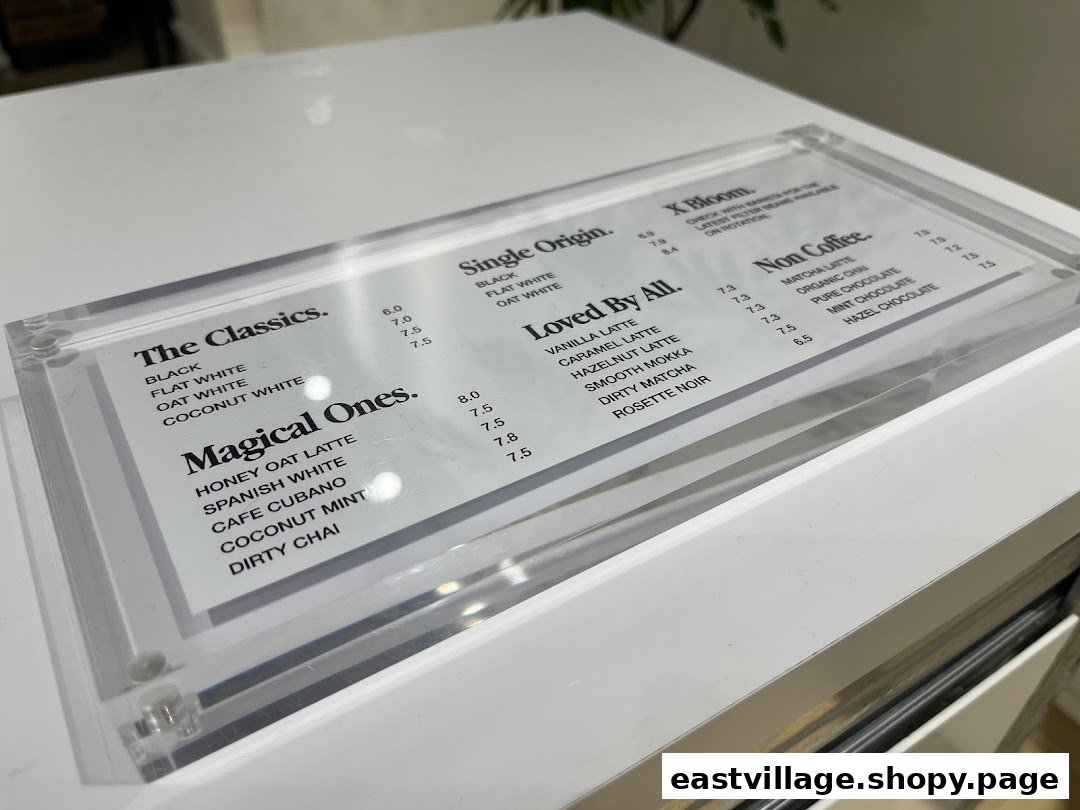 The Classics.
BLACK 6.0
FLAT WHITE 7.0
OAT WHITE 7.5
COCONUT WHITE 7.5
Magical Ones.
HONEY OAT LATTE 8.0
SPANISH WHITE 7.5
CAFE CUBANO 7.5
COCONUT MINT 7.8
DIRTY CHAI 7.5
Single Origin.
BLACK
FLAT WHITE 7.9
OAT WHITE 8.4
Loved By All.
VANILLA LATTE 7.3
CARAMEL LATTE 7.3
HAZELNUT LATTE 7.3
SMOOTH MOKKA 7.3
DIRTY MATCHA 7.5
ROSETTE NOIR 6.5
X Bloom.
CHECK WITH BARISTA FOR THE
LATEST FILTER BEANS AVAILABLE
ON ROTATION.
Non Coffee.
MATCHA LATTE
ORGANIC CHAI 7.5
PURE CHOCOLATE 7.2
MINT CHOCOLATE 7.5
HAZEL CHOCOLATE 7.5
eastvillage.shopy.page